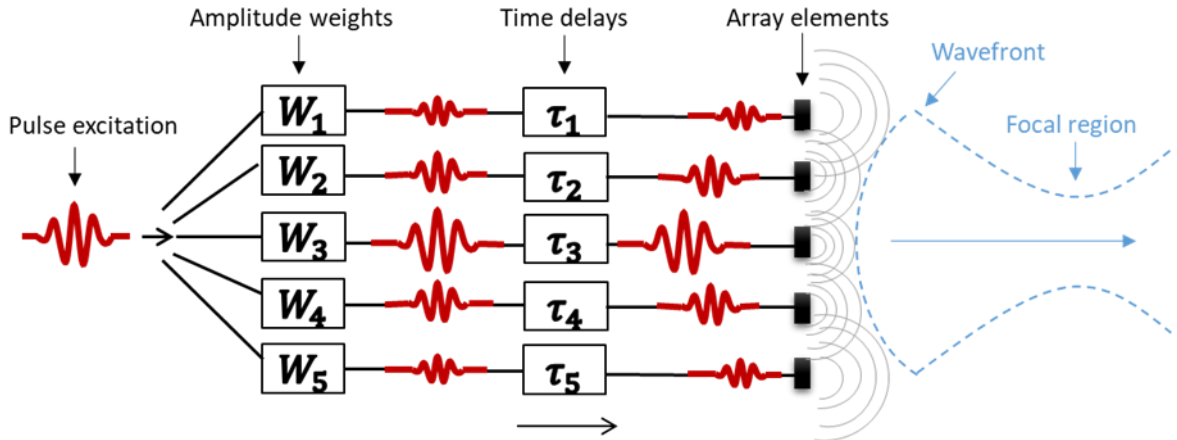 Amplitude weights
Time delays
Array elements
Wavefront
Focal region
Pulse excitation
W₁
τ₁
W₂
τ₂
W₃
τ₃
W₄
τ₄
W₅
τ₅